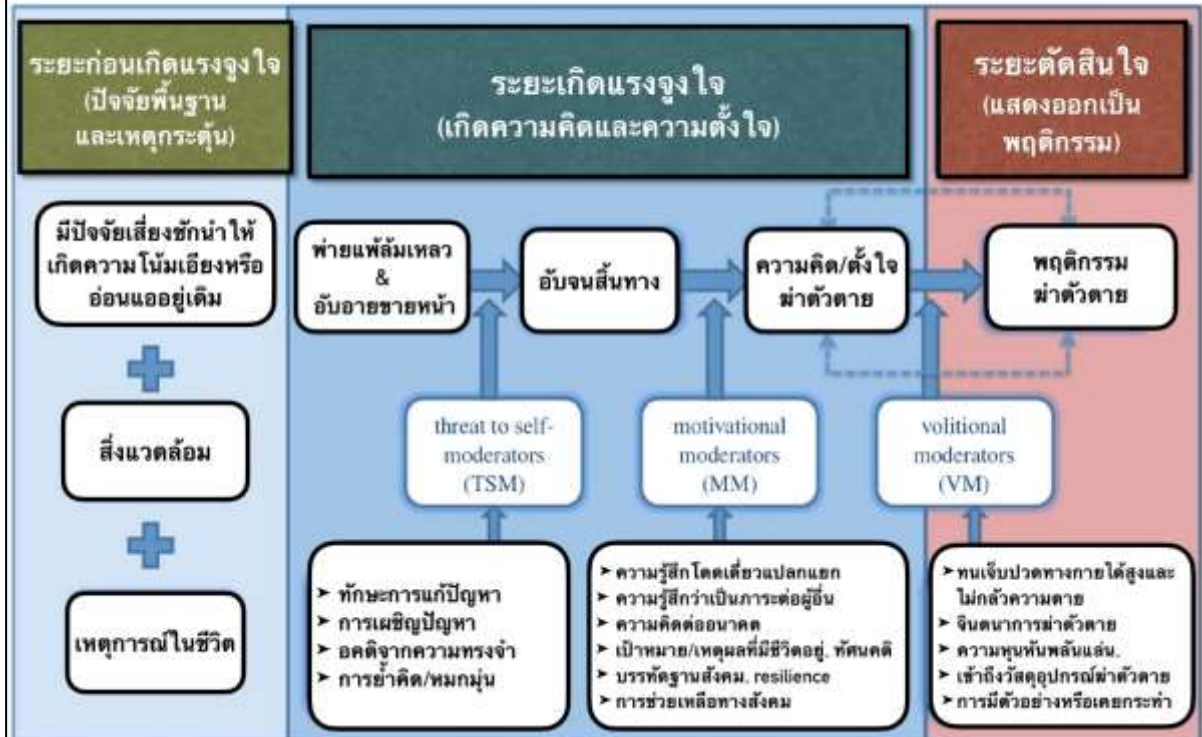 ระยะก่อนเกิดแรงจูงใจ
(ปัจจัยพื้นฐาน
และเหตุกระตุ้น)
ระยะเกิดแรงจูงใจ
(เกิดความคิดและความตั้งใจ)
ระยะตัดสินใจ
(แสดงออกเป็น
พฤติกรรม)
มีปัจจัยเสี่ยงชักนำให้
เกิดความโน้มเอียงหรือ
อ่อนแออยู่เดิม
สิ่งแวดล้อม
เหตุการณ์ในชีวิต
พ่ายแพ้ล้มเหลว
&
อับอายขายหน้า
อับจนสิ้นทาง
ความคิด/ตั้งใจ
ฆ่าตัวตาย
พฤติกรรม
ฆ่าตัวตาย
threat to self-
moderators
(TSM)
motivational
moderators
(MM)
volitional
moderators
(VM)
➤ ทักษะการแก้ปัญหา
➤ การเผชิญปัญหา
➤ อคติจากความทรงจำ
➤ การย้ำคิด/หมกมุ่น
➤ ความรู้สึกโดดเดี่ยวแปลกแยก
➤ ความรู้สึกว่าเป็นภาระต่อผู้อื่น
➤ ความคิดต่ออนาคต
➤ เป้าหมาย/เหตุผลที่มีชีวิตอยู่, ทัศนคติ
➤ บรรทัดฐานสังคม, resilience
➤ การช่วยเหลือทางสังคม
➤ ทนเจ็บปวดทางกายได้สูงและ
ไม่กลัวความตาย
➤ จินตนาการฆ่าตัวตาย
➤ ความหุนหันพลันแล่น,
➤ เข้าถึงวัสดุอุปกรณ์ฆ่าตัวตาย
➤ การมีตัวอย่างหรือเคยกระทำ